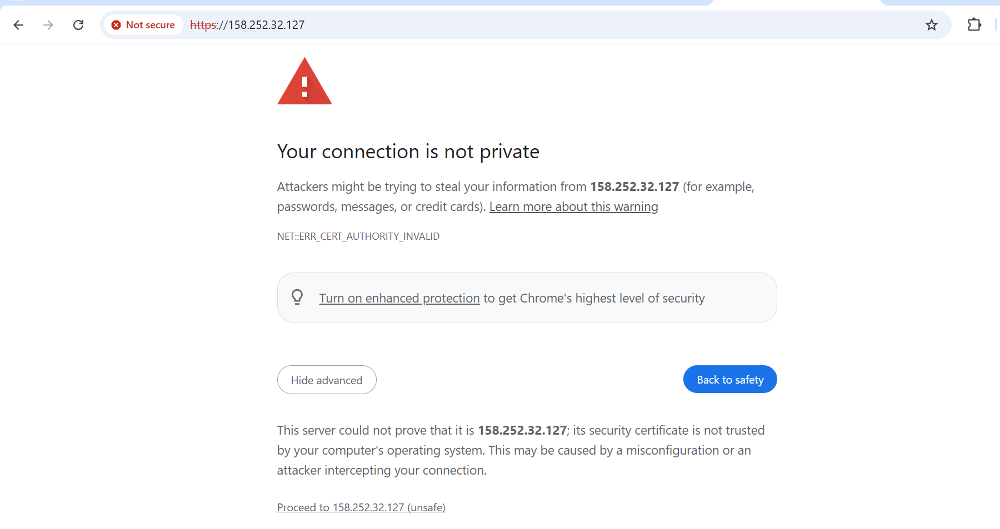 Not secure https://158.252.32.127
Your connection is not private
Attackers might be trying to steal your information from 158.252.32.127 (for example,
passwords, messages, or credit cards). Learn more about this warning
NET::ERR_CERT_AUTHORITY_INVALID
Turn on enhanced protection to get Chrome's highest level of security
Hide advanced
Back to safety
This server could not prove that it is 158.252.32.127; its security certificate is not trusted
by your computer's operating system. This may be caused by a misconfiguration or an
attacker intercepting your connection.
Proceed to 158.252.32.127 (unsafe)